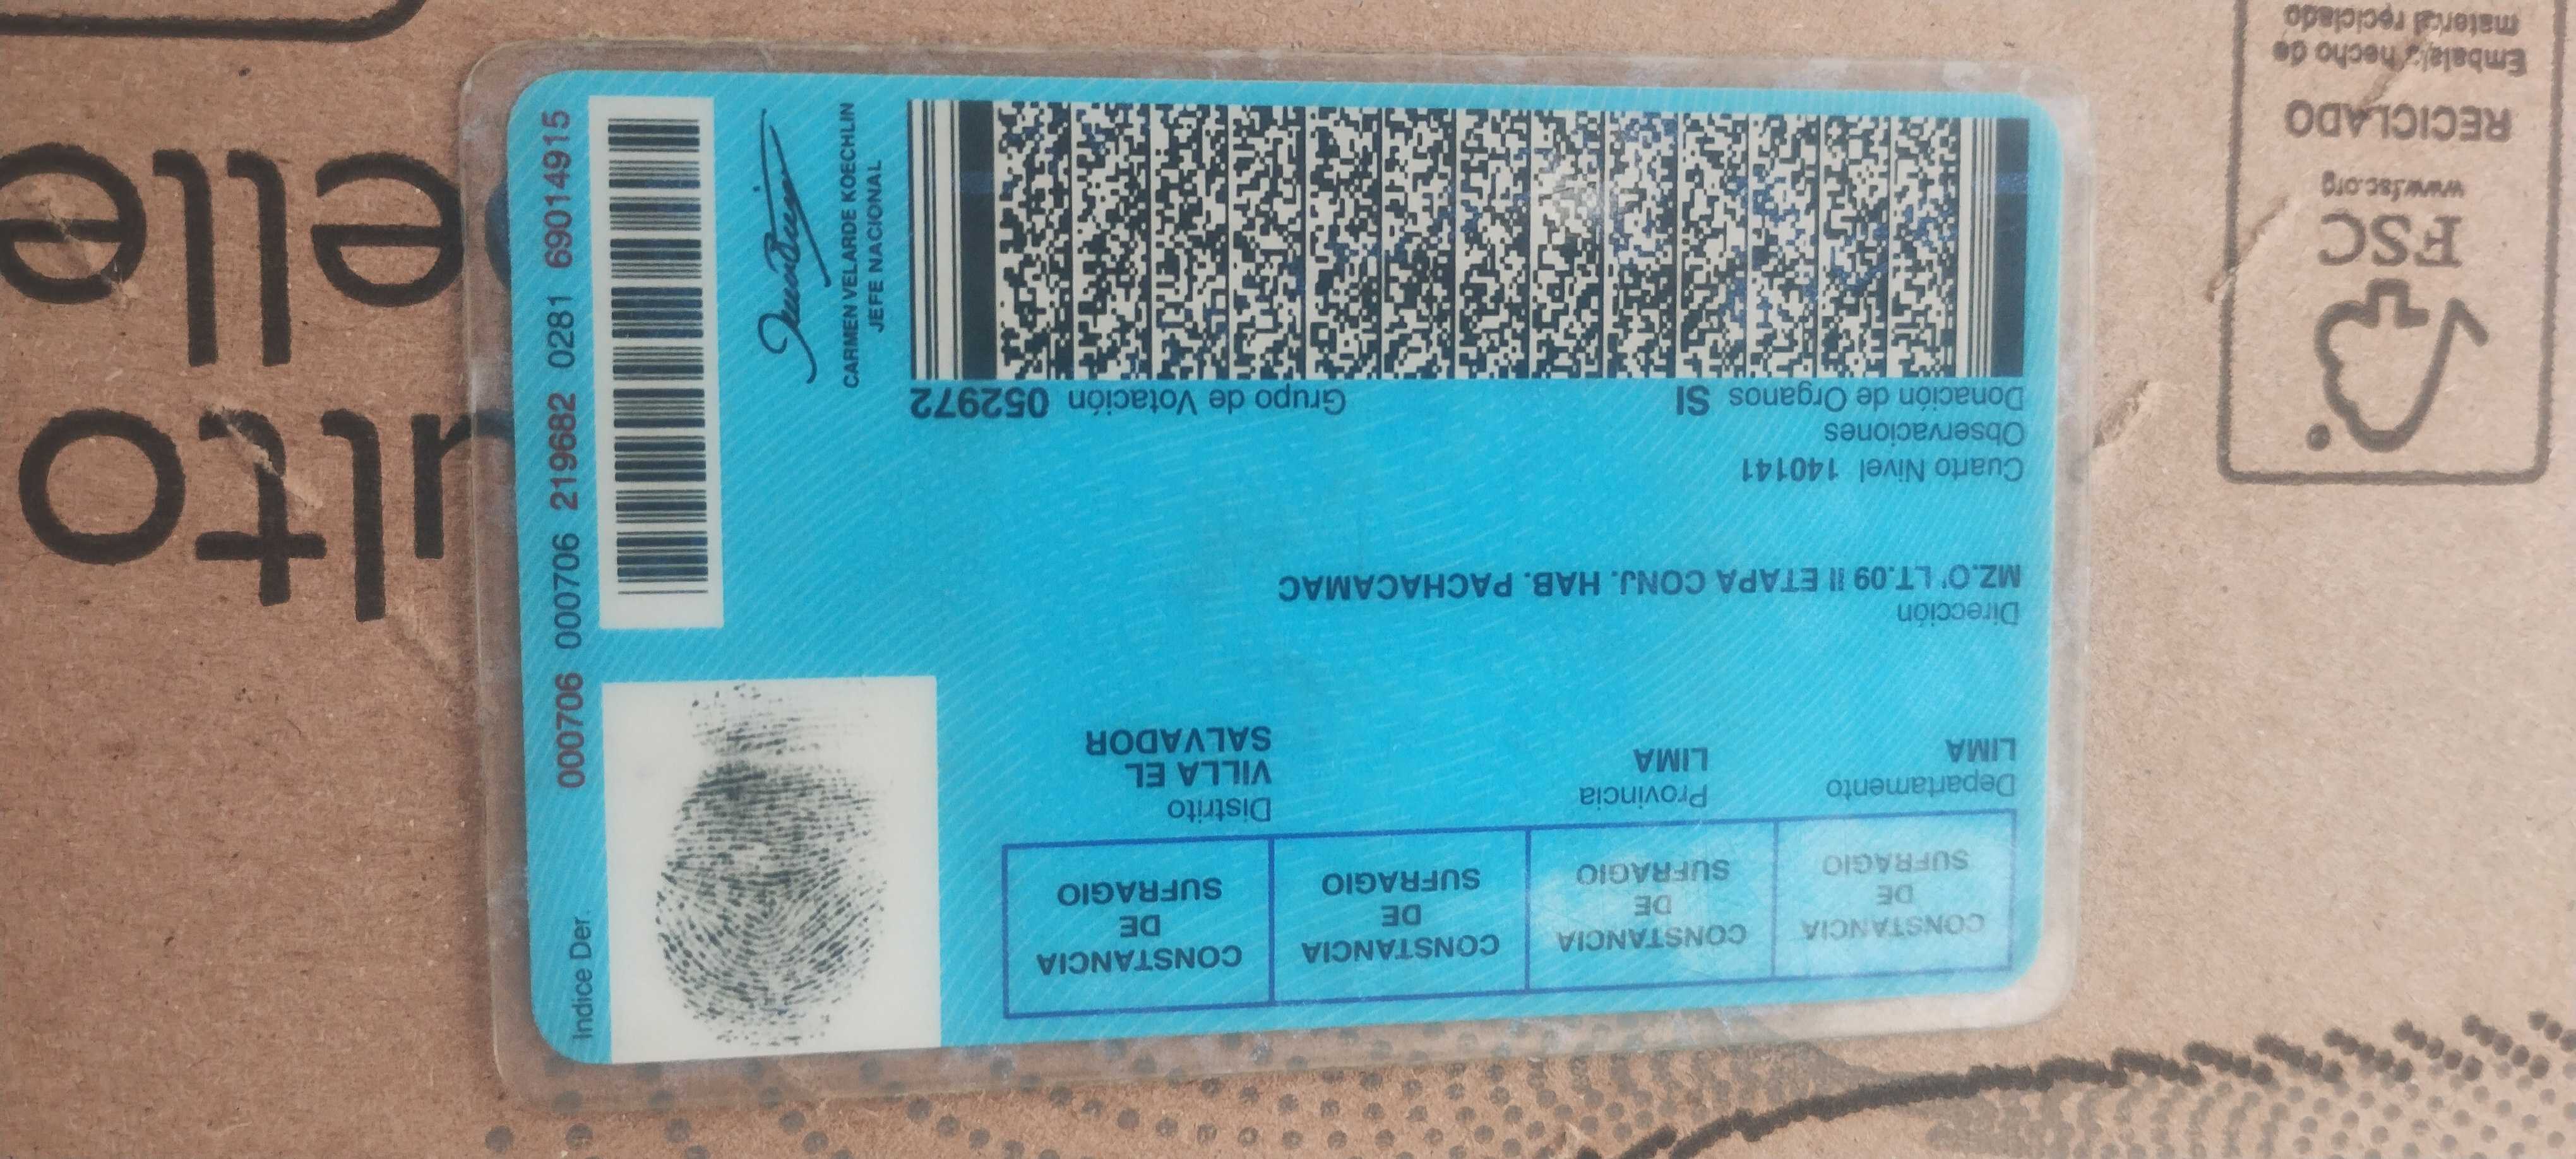 CONSTANCIA DE SUFRAGIO
CONSTANCIA DE SUFRAGIO
CONSTANCIA DE SUFRAGIO
CONSTANCIA DE SUFRAGIO
Departamento
LIMA
Provincia
LIMA
Distrito
VILLA EL
SALVADOR
Dirección
MZ.O' LT.09 II ETAPA CONJ. HAB. PACHACAMAC
Cuarto Nivel 140141
Observaciones
Donación de Organos SI
Grupo de Votación 052972
Indice Der.
000706 000706 219682 0281 69014915
CARMEN VELARDE KOECHLIN
JEFE NACIONAL
FSC
www.fsc.org
RECICLADO
Embalaje hecho de
material reciclado
elle